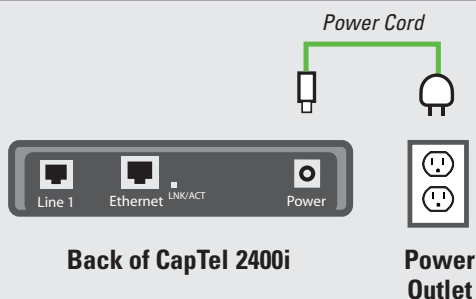 Power Cord
Line 1
Ethernet
LNK/ACT
Power
Back of CapTel 2400i
Power
Outlet